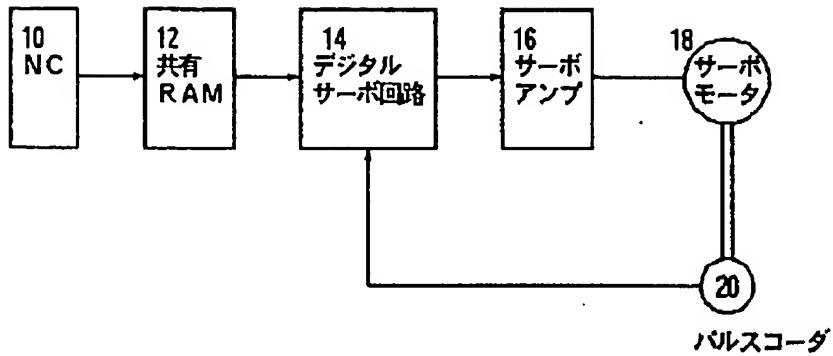 10
NC
12
共有
RAM
14
デジタル
サーボ回路
16
サーボ
アンプ
18
サーボ
モータ
20
パルスコーダ